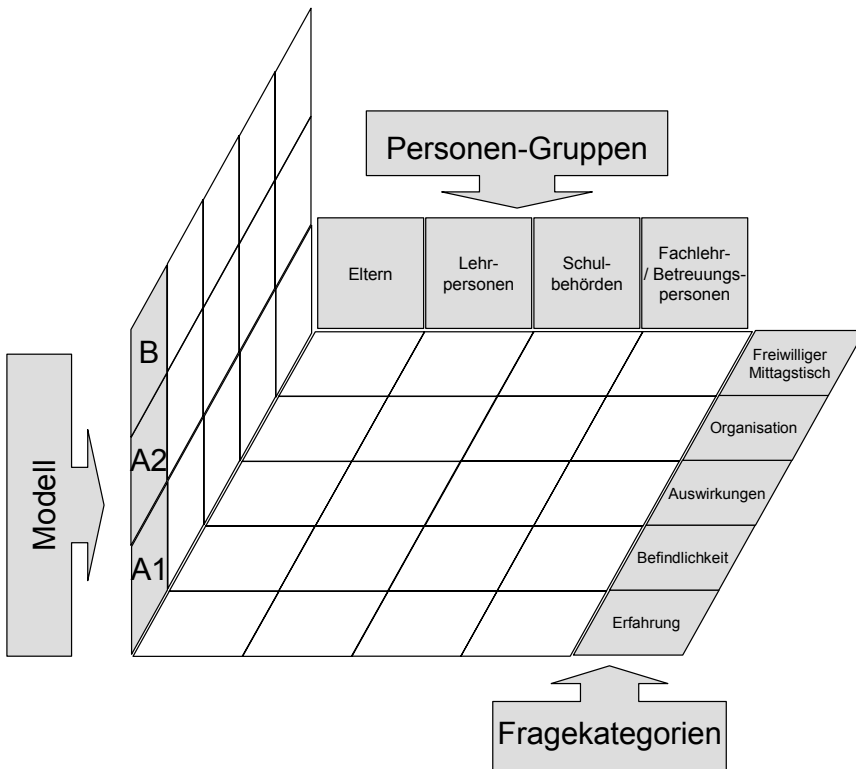 Personen-Gruppen
Eltern
Lehr-
personen
Schul-
behörden
Fachlehr-
/ Betreuungs-
personen
Modell
B
A2
A1
Freiwilliger
Mittagstisch
Organisation
Auswirkungen
Befindlichkeit
Erfahrung
Fragekategorien